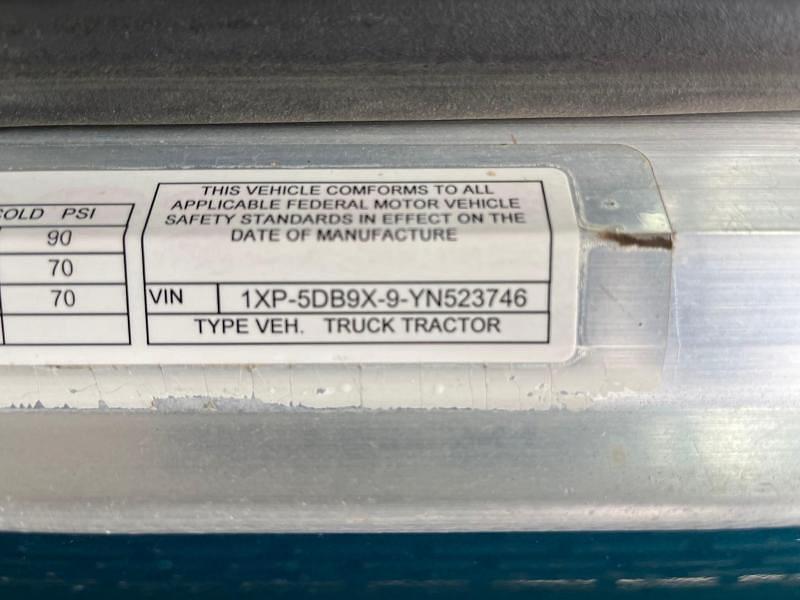 COLD PSI
90
70
70
THIS VEHICLE COMFORMS TO ALL
APPLICABLE FEDERAL MOTOR VEHICLE
SAFETY STANDARDS IN EFFECT ON THE
DATE OF MANUFACTURE
VIN 1XP-5DB9X-9-YN523746
TYPE VEH. TRUCK TRACTOR